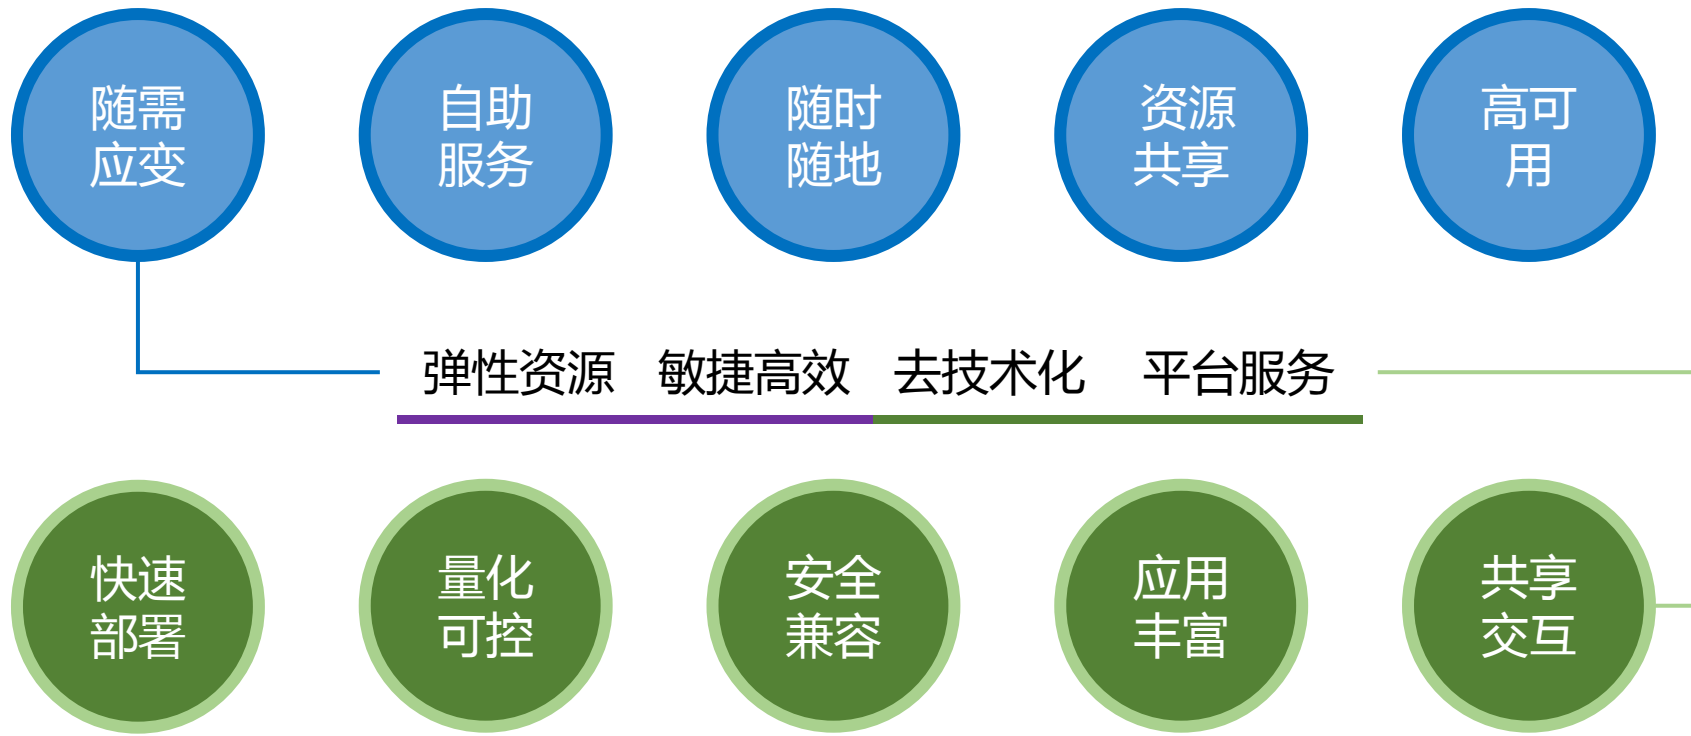 随需
应变
自助
服务
随时
随地
资源
共享
高可
用
弹性资源 敏捷高效 去技术化 平台服务
快速
部署
量化
可控
安全
兼容
应用
丰富
共享
交互